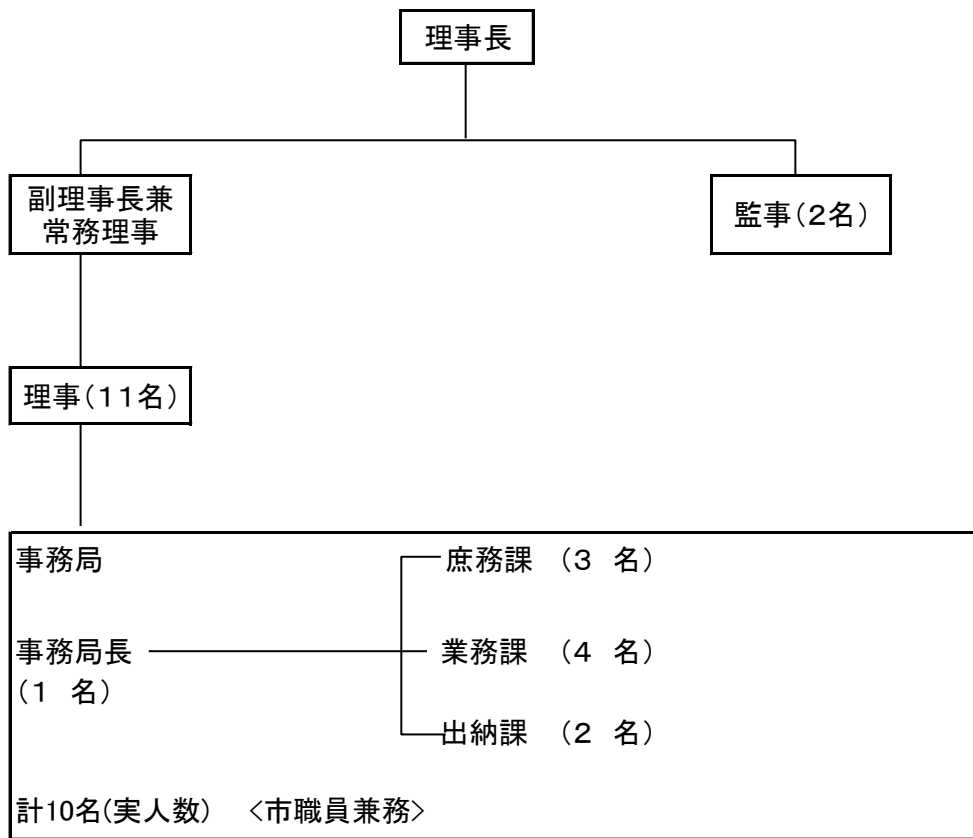 理事長
副理事長兼
常務理事
監事(2名)
理事(11名)
事務局
庶務課 (3 名)
事務局長
(1 名)
業務課 (4 名)
出納課 (2 名)
計10名(実人数) <市職員兼務>